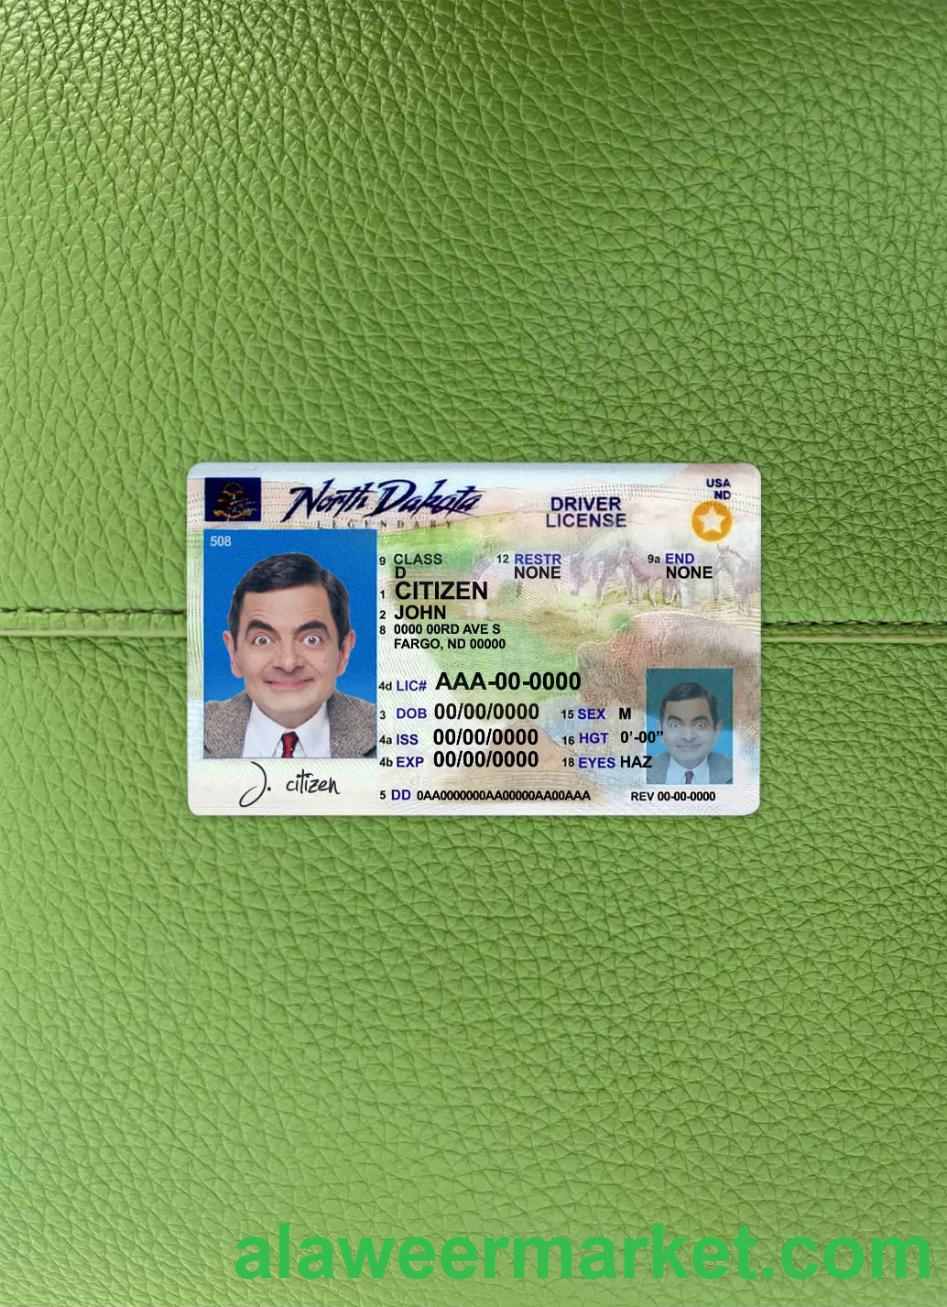 North Dakota
LEGENDARY
DRIVER
LICENSE
USA
ND
508
9 CLASS
D
12 RESTR
NONE
9a END
NONE
1 CITIZEN
2 JOHN
8 0000 00RD AVE S
FARGO, ND 00000
4d LIC# AAA-00-0000
3 DOB 00/00/0000 15 SEX M
4a ISS 00/00/0000 16 HGT 0'-00"
4b EXP 00/00/0000 18 EYES HAZ
J. citizen
5 DD 0AA0000000AA00000AA00AAA REV 00-00-0000
alaweermarket.com